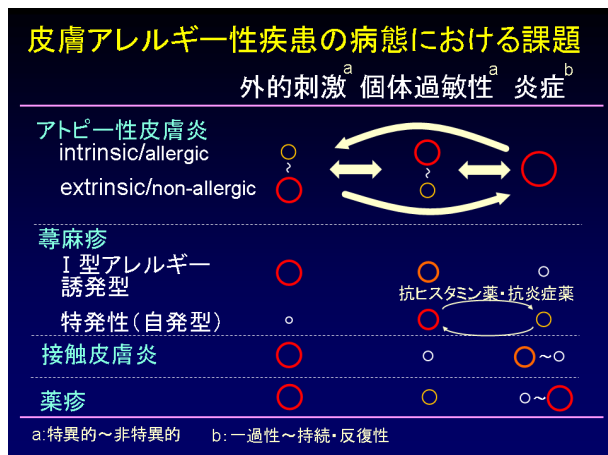 皮膚アレルギー性疾患の病態における課題
外的刺激a 個体過敏性a 炎症b
アトピー性皮膚炎
intrinsic/allergic
~
~
extrinsic/non-allergic
蕁麻疹
Ⅰ型アレルギー
誘発型
抗ヒスタミン薬・抗炎症薬
特発性(自発型)
接触皮膚炎
~
薬疹
~
a:特異的～非特異的 b:一過性～持続・反復性